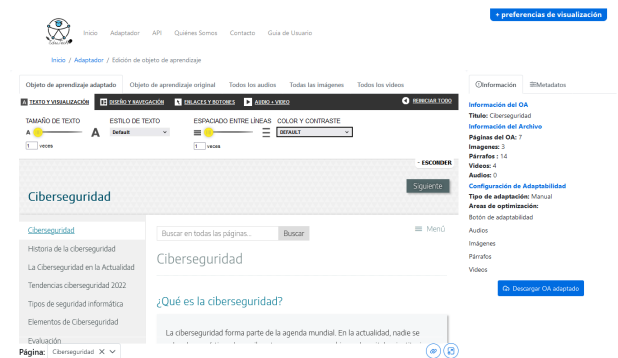 + preferencias de visualización
Inicio Adaptador API Quiénes Somos Contacto Guia de Usuario
Inicio / Adaptador / Edición de objeto de aprendizaje
Objeto de aprendizaje adaptado Objeto de aprendizaje original Todos los audios Todas las imágenes Todos los videos
TEXTO Y VISUALIZACIÓN DISEÑO Y NAVEGACIÓN ENLACES Y BOTONES AUDIO + VIDEO REINICIAR TODO
TAMAÑO DE TEXTO ESTILO DE TEXTO ESPACIADO ENTRE LÍNEAS COLOR Y CONTRASTE
A A Default DEFAULT
1 veces 1 veces
- ESCONDER
Ciberseguridad
Siguiente
Ciberseguridad
Historia de la ciberseguridad
La Ciberseguridad en la Actualidad
Tendencias ciberseguridad 2022
Tipos de seguridad informática
Elementos de Ciberseguridad
Evaluación
Buscar en todas las páginas... Buscar
Menú
Ciberseguridad
¿Qué es la ciberseguridad?
La ciberseguridad forma parte de la agenda mundial. En la actualidad, nadie se
Página: Ciberseguridad
Información Metadatos
Información del OA
Título: Ciberseguridad
Información del Archivo
Páginas del OA: 7
Imagenes: 3
Párrafos : 14
Videos: 4
Audios: 0
Configuración de Adaptabilidad
Tipo de adaptación: Manual
Areas de optimización:
Botón de adaptabilidad
Audios
Imágenes
Párrafos
Videos
Descargar OA adaptado